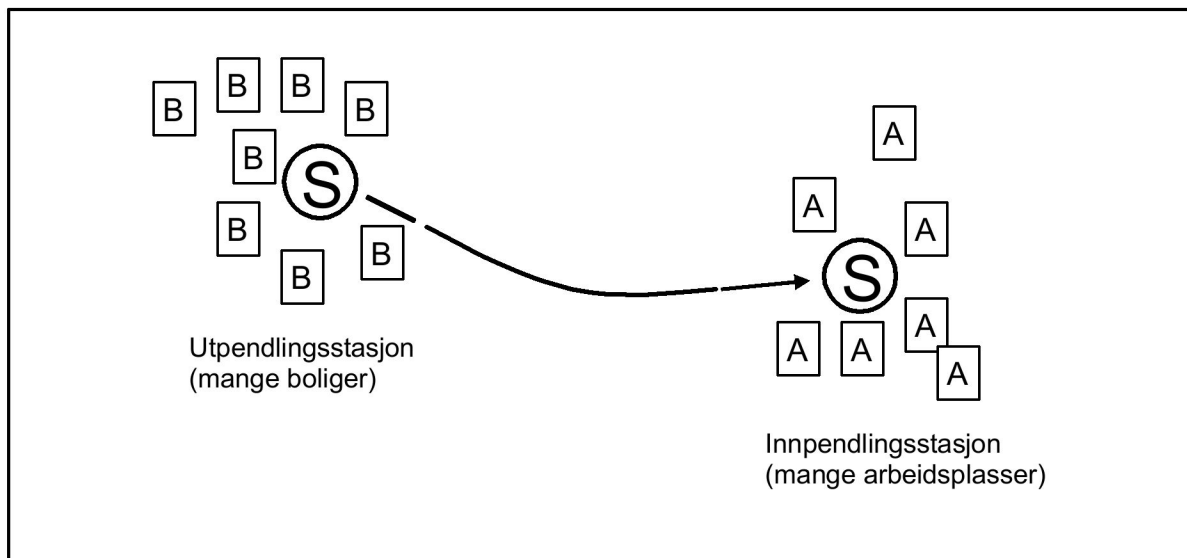 B
B
B
B
B
S
B
B
B
A
A
A
S
A
A
A
A
Utpendlingsstasjon
(mange boliger)
Innpendlingsstasjon
(mange arbeidsplasser)